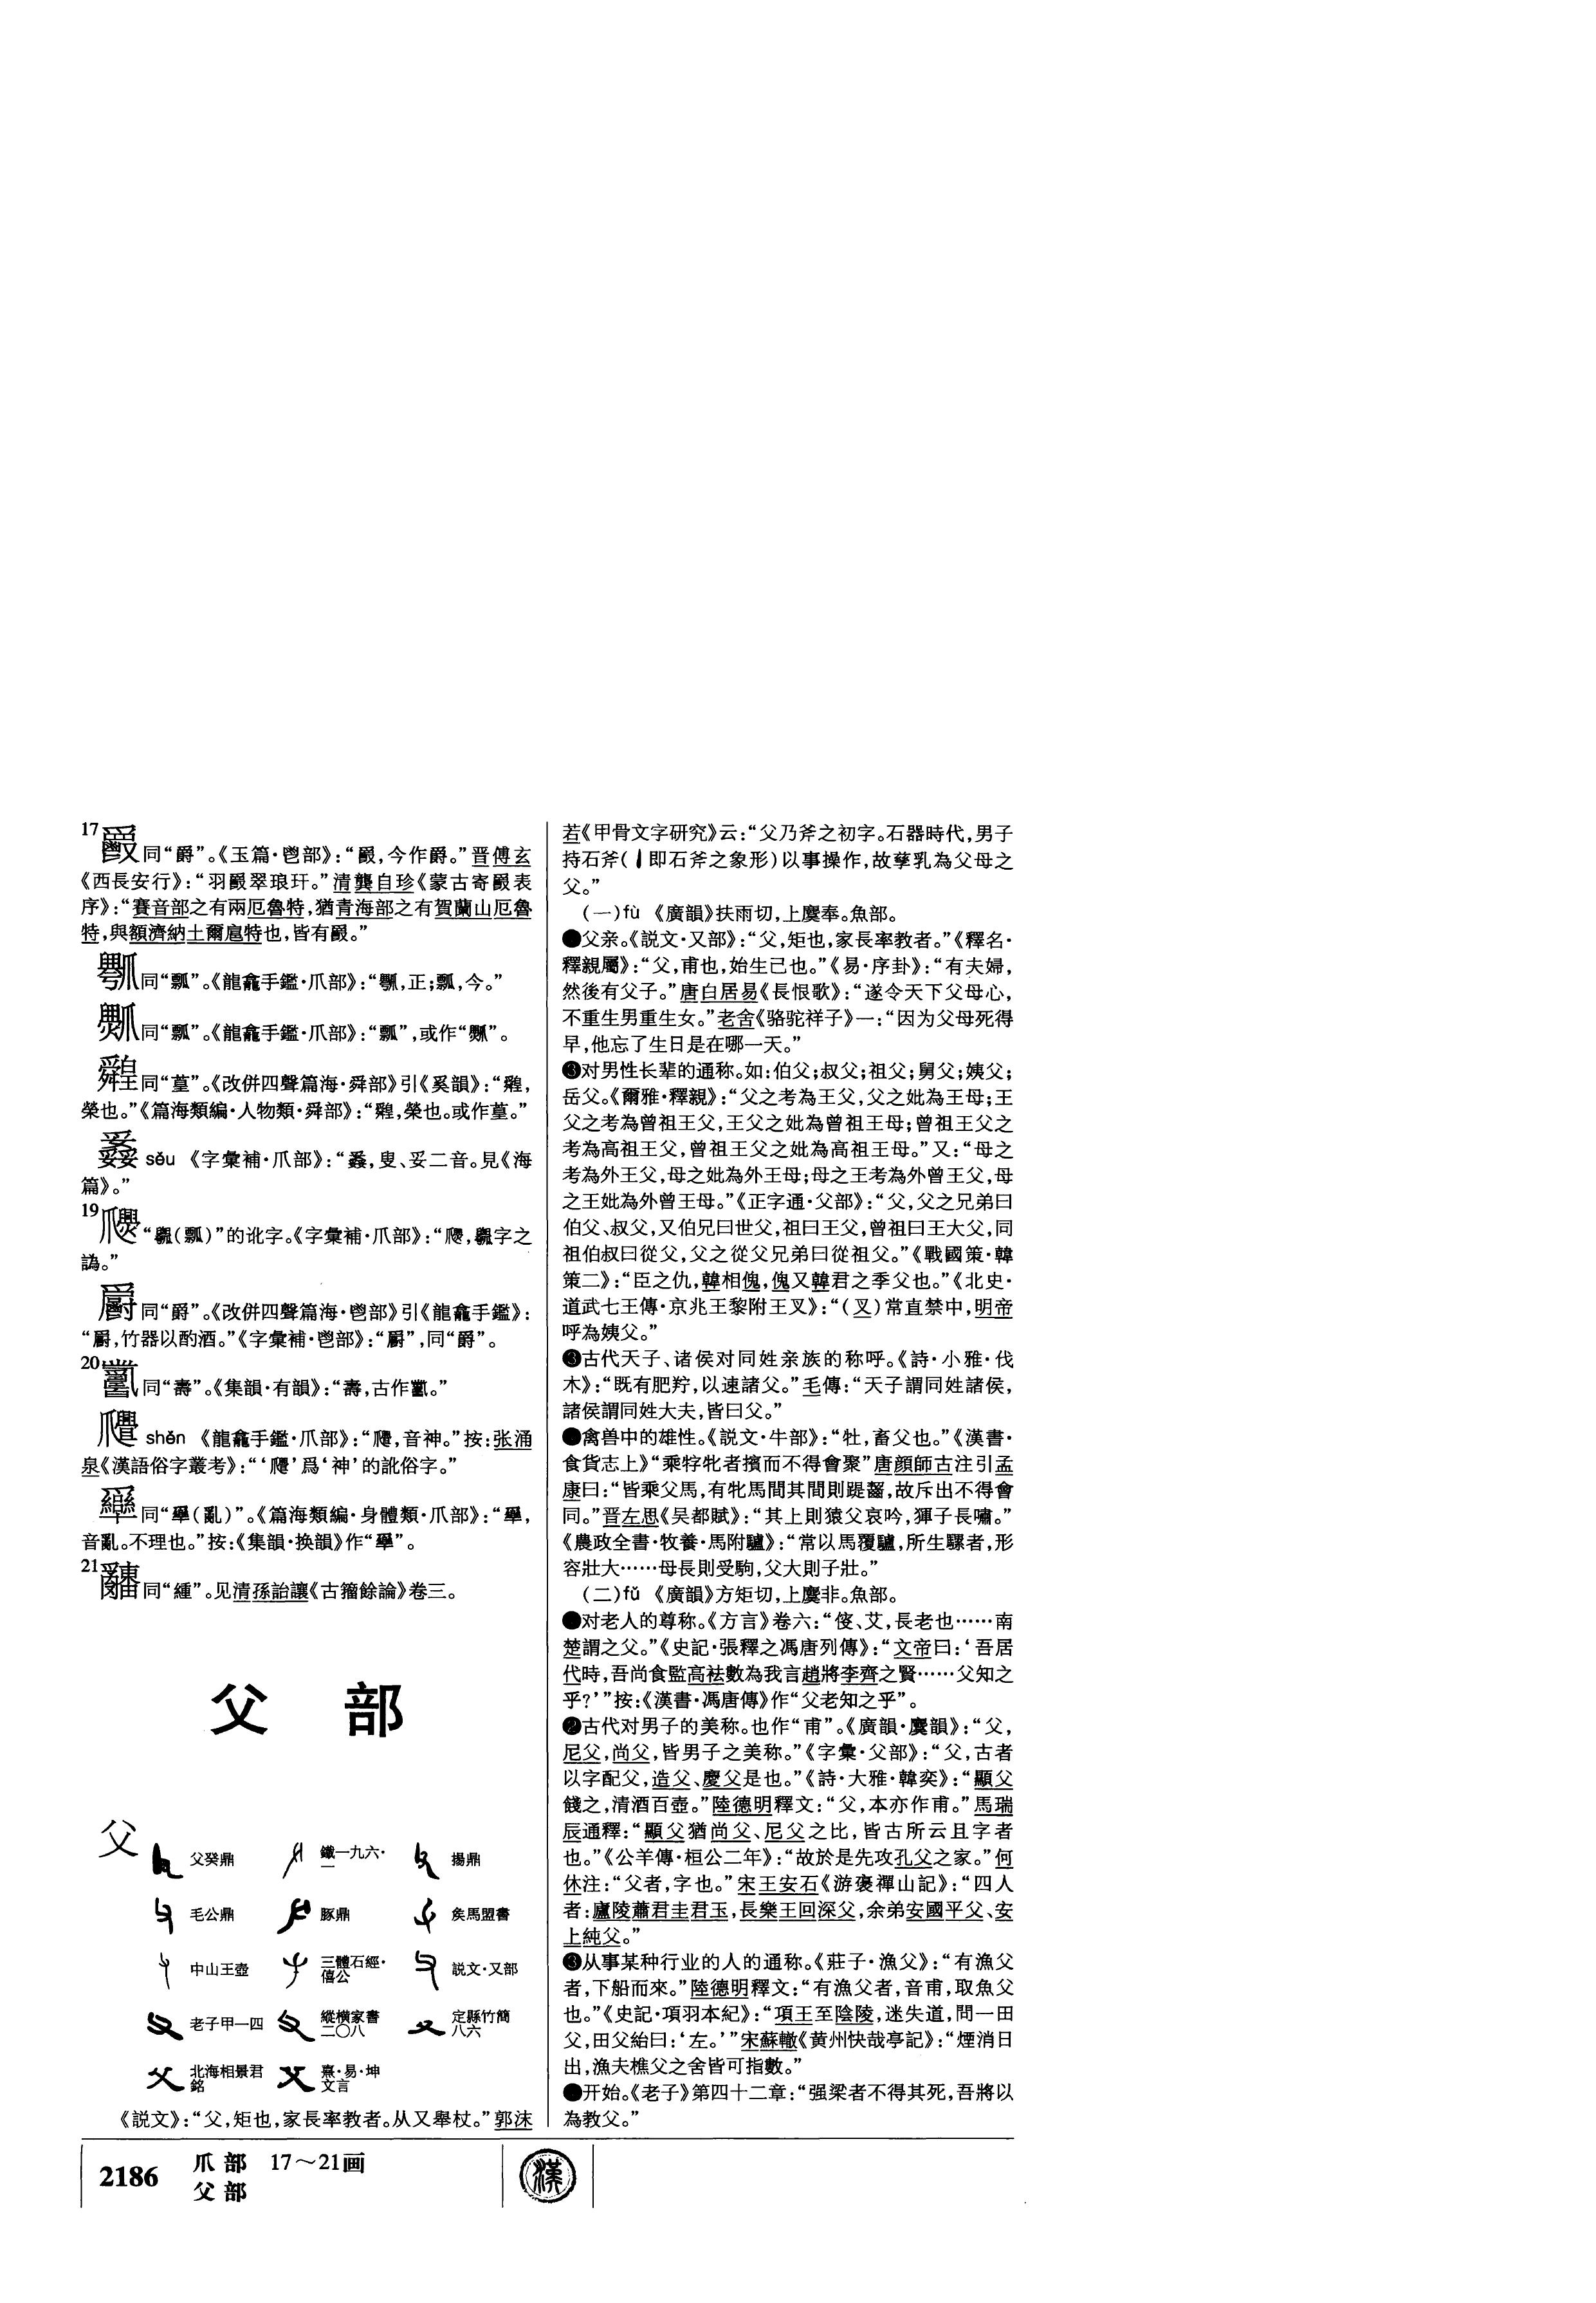 17
同“爵”。《玉篇·鬯部》：“，今作爵。”晋傅玄
《西長安行》：“羽翠琅玕。”清龔自珍《蒙古寄爵表
序》：“賽音部之有兩厄魯特，猶青海部之有賀蘭山厄魯
特，與額濟納土爾扈特也，皆有。”
同“瓢”。《龍龕手鑑·爪部》：“，正；瓢，今。”
同“瓢”。《龍龕手鑑·爪部》：“瓢”，或作“”。
同“葟”。《改併四聲篇海·舜部》引《奚韻》：“，
榮也。”《篇海類編·人物類·舜部》：“，榮也。或作葟。”
sǒu 《字彙補·爪部》：“，叟、妥二音。見《海
篇》。”
19
“（瓢）”的讹字。《字彙補·爪部》：“，字之
譌。”
同“爵”。《改併四聲篇海·鬯部》引《龍龕手鑑》：
“，竹器以酌酒。”《字彙補·鬯部》：“”，同“爵”。
20
同“壽”。《集韻·有韻》：“壽，古作。”
shěn 《龍龕手鑑·爪部》：“，音神。”按：张涌
泉《漢語俗字叢考》：“‘’爲‘神’的訛俗字。”
同“（亂）”。《篇海類編·身體類·爪部》：“，
音亂。不理也。”按：《集韻·换韻》作“”。
21
同“緟”。见清孫詒讓《古籀餘論》卷三。
父 部
父
父癸鼎 鐵一九六·一 揚鼎
毛公鼎 豚鼎 矦馬盟書
中山王壺 三體石經·僖公 説文·又部
老子甲一四 縱横家書二〇八 定縣竹簡八六
北海相景君銘 熹·易·坤文言
《説文》：“父，矩也，家長率教者。从又舉杖。”郭沫
若《甲骨文字研究》云：“父乃斧之初字。石器時代，男子
持石斧（即石斧之象形）以事操作，故孳乳為父母之
父。”
（一）fù 《廣韻》扶雨切，上麌奉。魚部。
●父亲。《説文·又部》：“父，矩也，家長率教者。”《釋名·
釋親屬》：“父，甫也，始生己也。”《易·序卦》：“有夫婦，
然後有父子。”唐白居易《長恨歌》：“遂令天下父母心，
不重生男重生女。”老舍《骆驼祥子》一：“因为父母死得
早，他忘了生日是在哪一天。”
❸对男性长辈的通称。如：伯父；叔父；祖父；舅父；姨父；
岳父。《爾雅·釋親》：“父之考為王父，父之妣為王母；王
父之考為曾祖王父，王父之妣為曾祖王母；曾祖王父之
考為高祖王父，曾祖王父之妣為高祖王母。”又：“母之
考為外王父，母之妣為外王母；母之王考為外曾王父，母
之王妣為外曾王母。”《正字通·父部》：“父，父之兄弟曰
伯父、叔父，又伯兄曰世父，祖曰王父，曾祖曰王大父，同
祖伯叔曰從父，父之從父兄弟曰從祖父。”《戰國策·韓
策二》：“臣之仇，韓相傀，傀又韓君之季父也。”《北史·
道武七王傳·京兆王黎附王叉》：“（叉）常直禁中，明帝
呼為姨父。”
❸古代天子、诸侯对同姓亲族的称呼。《詩·小雅·伐
木》：“既有肥羜，以速諸父。”毛傳：“天子謂同姓諸侯，
諸侯謂同姓大夫，皆曰父。”
●禽兽中的雄性。《説文·牛部》：“牡，畜父也。”《漢書·
食貨志上》“乘牸牝者擯而不得會聚”唐顔師古注引孟
康曰：“皆乘父馬，有牝馬間其間則踶齧，故斥出不得會
同。”晋左思《吴都賦》：“其上則猿父哀吟，獋子長嘯。”
《農政全書·牧養·馬附驢》：“常以馬覆驢，所生騾者，形
容壯大……母長則受駒，父大則子壯。”
（二）fǔ 《廣韻》方矩切，上麌非。魚部。
●对老人的尊称。《方言》卷六：“傁、艾，長老也……南
楚謂之父。”《史記·張釋之馮唐列傳》：“文帝曰：‘吾居
代時，吾尚食監高袪數為我言趙將李齊之賢……父知之
乎？’”按：《漢書·馮唐傳》作“父老知之乎”。
❷古代对男子的美称。也作“甫”。《廣韻·麌韻》：“父，
尼父，尚父，皆男子之美称。”《字彙·父部》：“父，古者
以字配父，造父、慶父是也。”《詩·大雅·韓奕》：“顯父
餞之，清酒百壺。”陸德明釋文：“父，本亦作甫。”馬瑞
辰通釋：“顯父猶尚父、尼父之比，皆古所云且字者
也。”《公羊傳·桓公二年》：“故於是先攻孔父之家。”何
休注：“父者，字也。”宋王安石《游褒禪山記》：“四人
者：廬陵蕭君圭君玉，長樂王回深父，余弟安國平父、安
上純父。”
❸从事某种行业的人的通称。《莊子·漁父》：“有漁父
者，下船而來。”陸德明釋文：“有漁父者，音甫，取魚父
也。”《史記·項羽本紀》：“項王至陰陵，迷失道，問一田
父，田父紿曰：‘左。’”宋蘇轍《黄州快哉亭記》：“煙消日
出，漁夫樵父之舍皆可指數。”
●开始。《老子》第四十二章：“强梁者不得其死，吾將以
為教父。”
2186 爪部 17～21画
父部
漢